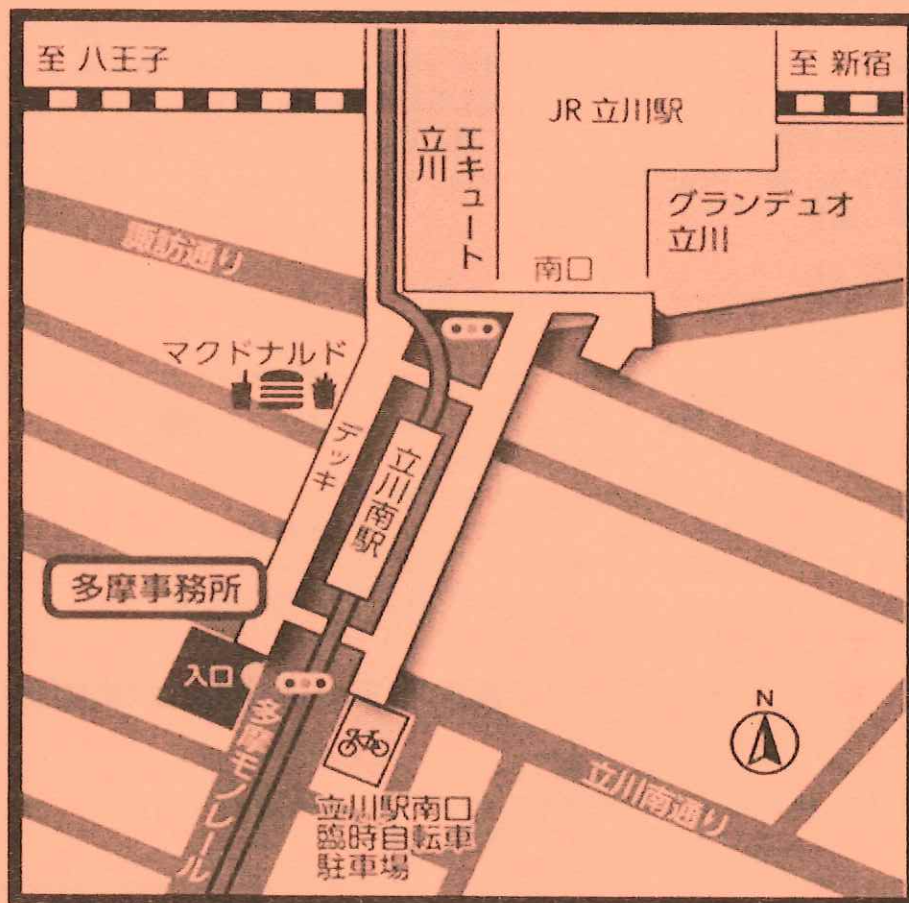 至 八王子
至 新宿
JR 立川駅
エキュート
立川
グランデュオ
立川
南口
諏訪通り
マクドナルド
デッキ
立川南駅
多摩事務所
入口
N
多摩モノレール
立川南通り
立川駅南口
臨時自転車
駐車場